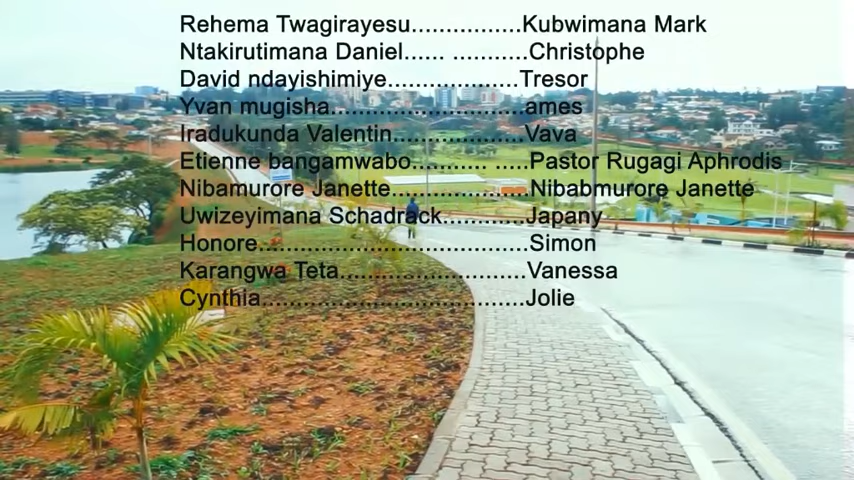 Rehema Twagirayesu.................Kubwimana Mark
Ntakirutimana Daniel...... ...........Christophe
David ndayishimiye...................Tresor
Yvan mugisha..........................ames
Iradukunda Valentin.................Vava
Etienne bangamwabo.......... .....Pastor Rugagi Aphrodis
Nibamurore Janette..................Nibabmurore Janette
Uwizeyimana Schadrack...........Japany
Honore...................................Simon
Karangwa Teta........................Vanessa
Cynthia..................................Jolie